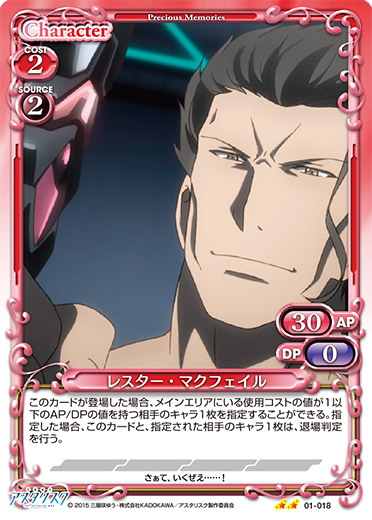 Precious Memories
Character
COST
2
SOURCE
2
30 AP
DP 0
レスター・マクフェイル
このカードが登場した場合、メインエリアにいる使用コストの値が1以
下のAP/DPの値を持つ相手のキャラ1枚を指定することができる。指
定した場合、このカードと、指定された相手のキャラ1枚は、退場判定
を行う。
さぁて、いくぜえ……!
アスタリスク
© 2015 三屋咲ゆう・株式会社KADOKAWA/アスタリスク製作委員会
01-018